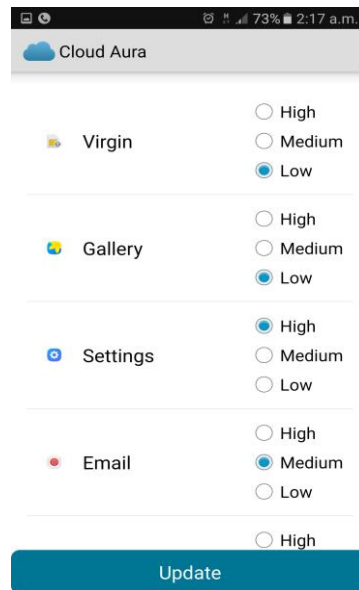 73% 2:17 a.m.
Cloud Aura
High
Virgin
Medium
Low
High
Gallery
Medium
Low
High
Settings
Medium
Low
High
Email
Medium
Low
High
Update